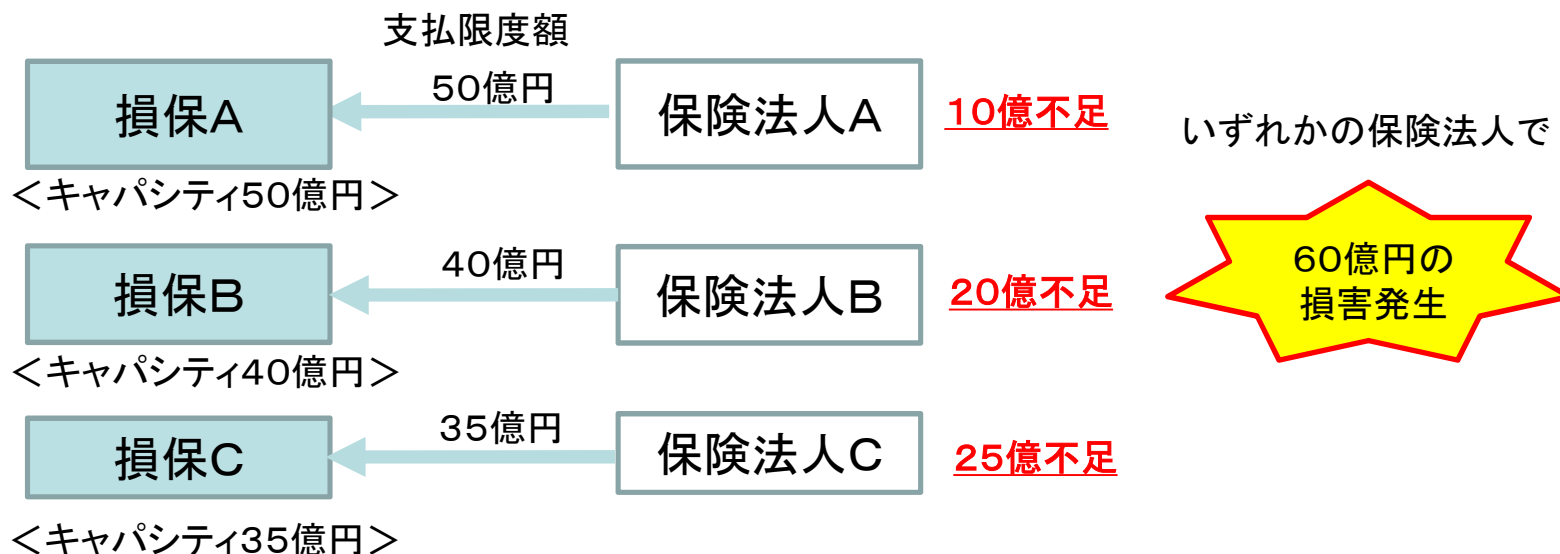 支払限度額
損保A
50億円
保険法人A
10億不足
いずれかの保険法人で
＜キャパシティ50億円＞
損保B
40億円
保険法人B
20億不足
60億円の
損害発生
＜キャパシティ40億円＞
損保C
35億円
保険法人C
25億不足
＜キャパシティ35億円＞